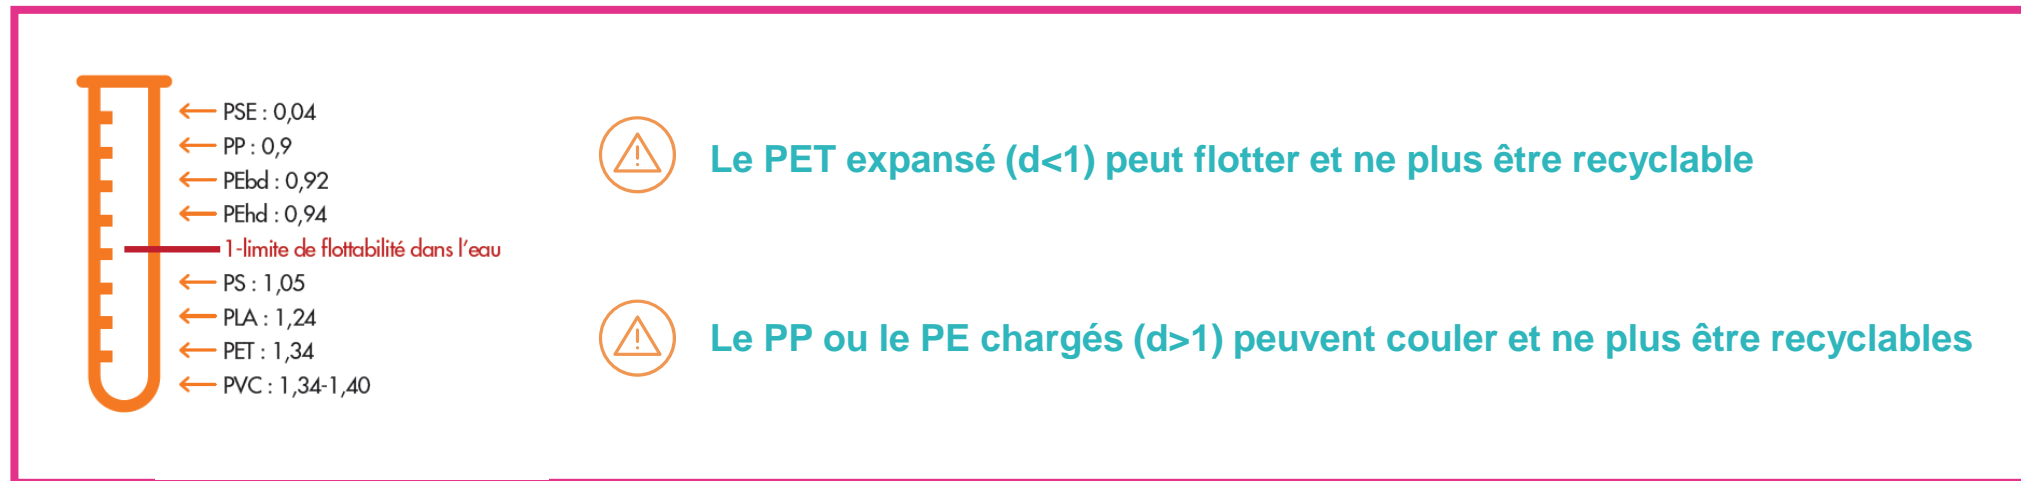 PSE : 0,04
PP : 0,9
PEbd : 0,92
PEhd : 0,94
1-limite de flottabilité dans l'eau
PS : 1,05
PLA : 1,24
PET : 1,34
PVC : 1,34-1,40
Le PET expansé (d<1) peut flotter et ne plus être recyclable
Le PP ou le PE chargés (d>1) peuvent couler et ne plus être recyclables